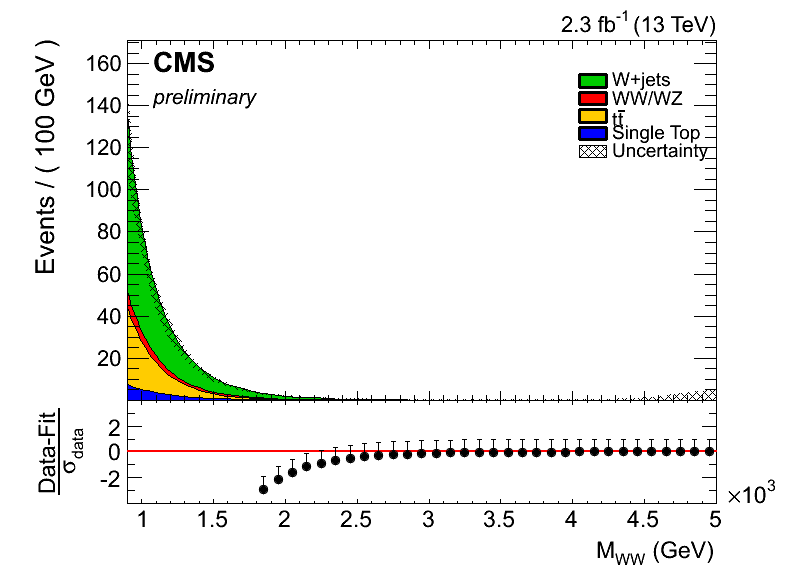 2.3 fb⁻¹ (13 TeV)
CMS
preliminary
Events / ( 100 GeV )
160
140
120
100
80
60
40
20
W+jets
WW/WZ
tt̄
Single Top
Uncertainty
Data-Fit
σdata
2
0
-2
1 1.5 2 2.5 3 3.5 4 4.5 5
×10³
M_WW (GeV)